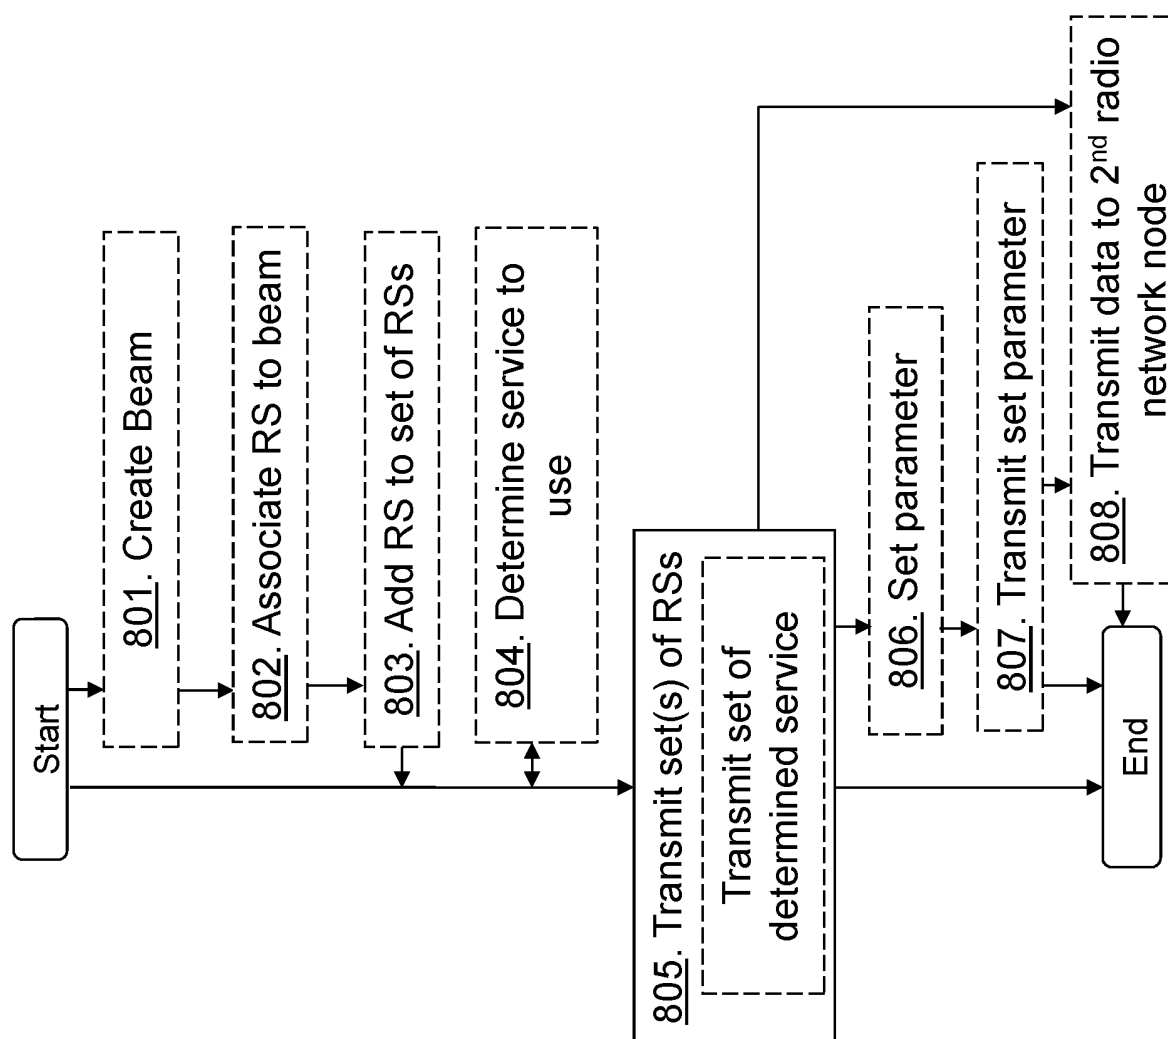 Start
801. Create Beam
802. Associate RS to beam
803. Add RS to set of RSs
804. Determine service to
use
805. Transmit set(s) of RSs
Transmit set of
determined service
806. Set parameter
807. Transmit set parameter
808. Transmit data to 2nd radio
network node
End